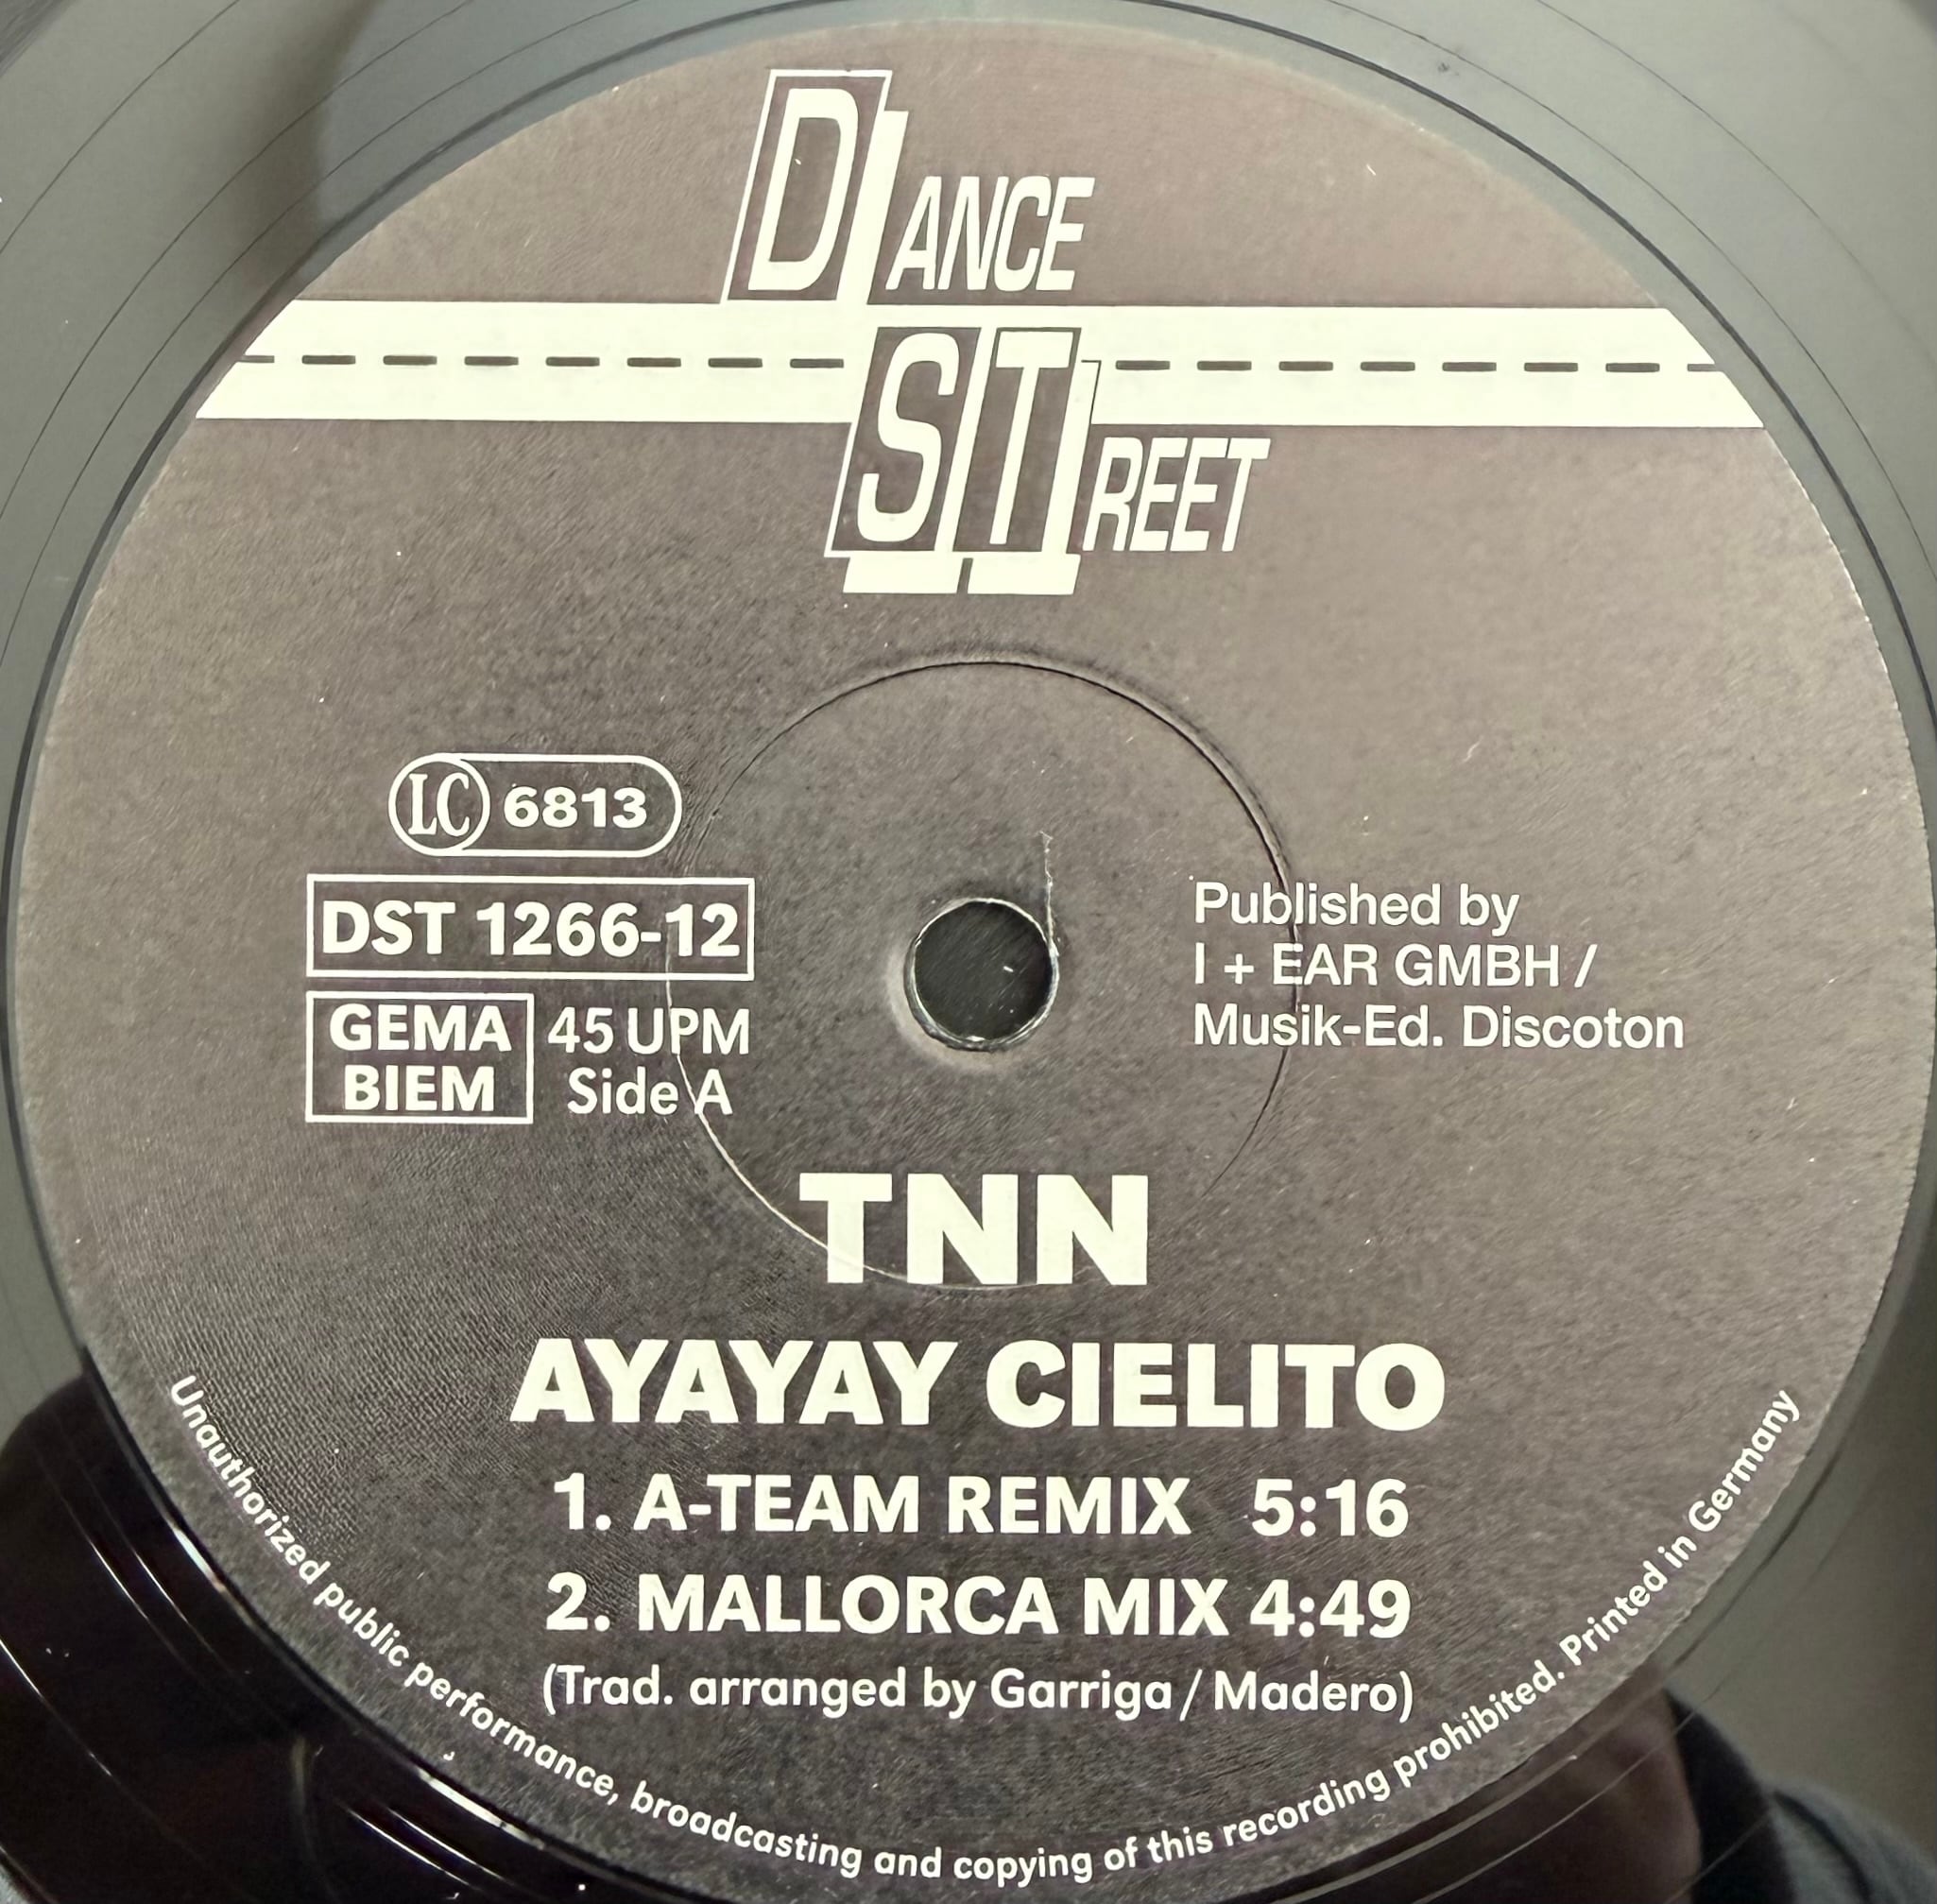 DANCE
STREET
LC 6813
DST 1266-12
GEMA
BIEM
45 UPM
Side A
Published by
I + EAR GMBH /
Musik-Ed. Discoton
TNN
AYAYAY CIELITO
1. A-TEAM REMIX 5:16
2. MALLORCA MIX 4:49
(Trad. arranged by Garriga / Madero)
Unauthorized public performance, broadcasting and copying of this recording prohibited. Printed in Germany